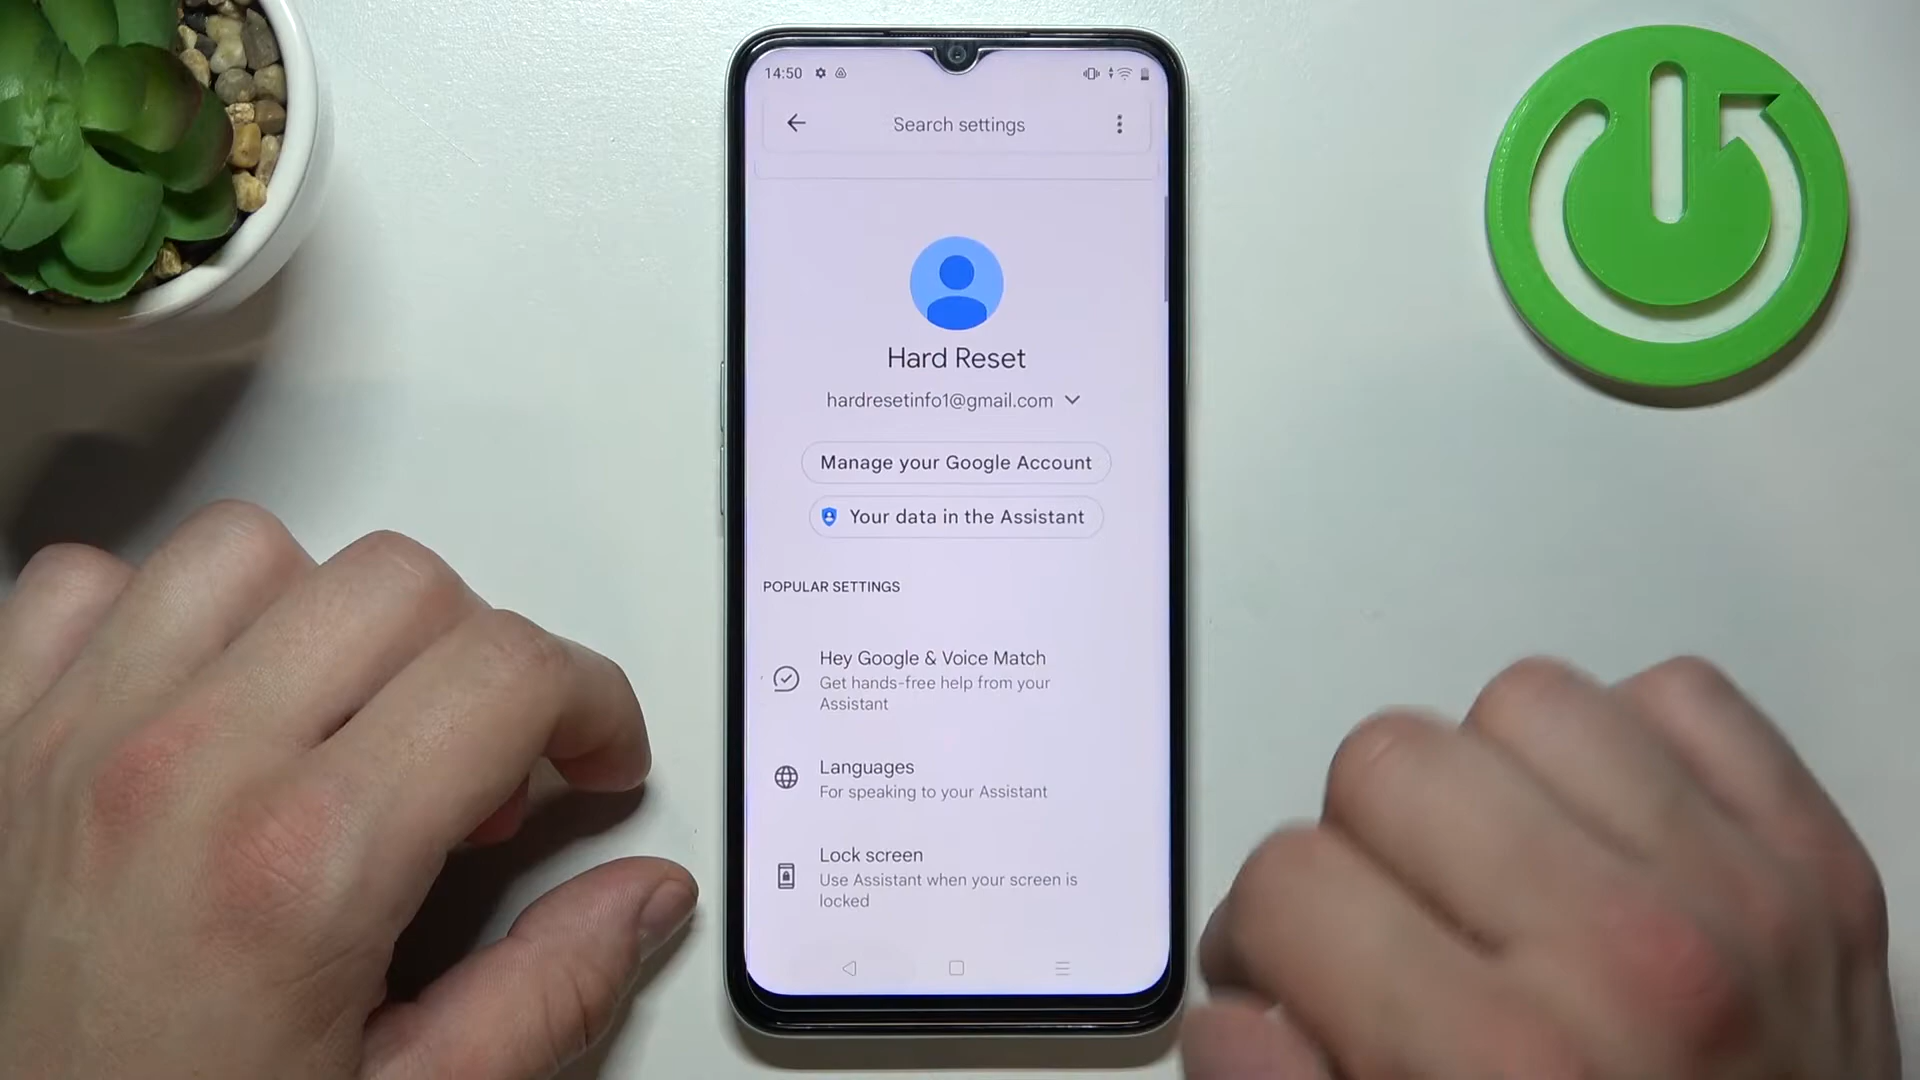 14:50
Search settings
Hard Reset
hardresetinfo1@gmail.com
Manage your Google Account
Your data in the Assistant
POPULAR SETTINGS
Hey Google & Voice Match
Get hands-free help from your
Assistant
Languages
For speaking to your Assistant
Lock screen
Use Assistant when your screen is
locked